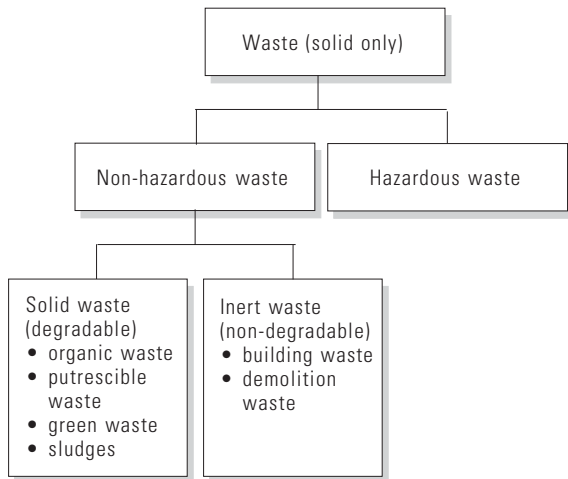 Waste (solid only)
Non-hazardous waste
Hazardous waste
Solid waste
(degradable)
• organic waste
• putrescible
waste
• green waste
• sludges
Inert waste
(non-degradable)
• building waste
• demolition
waste